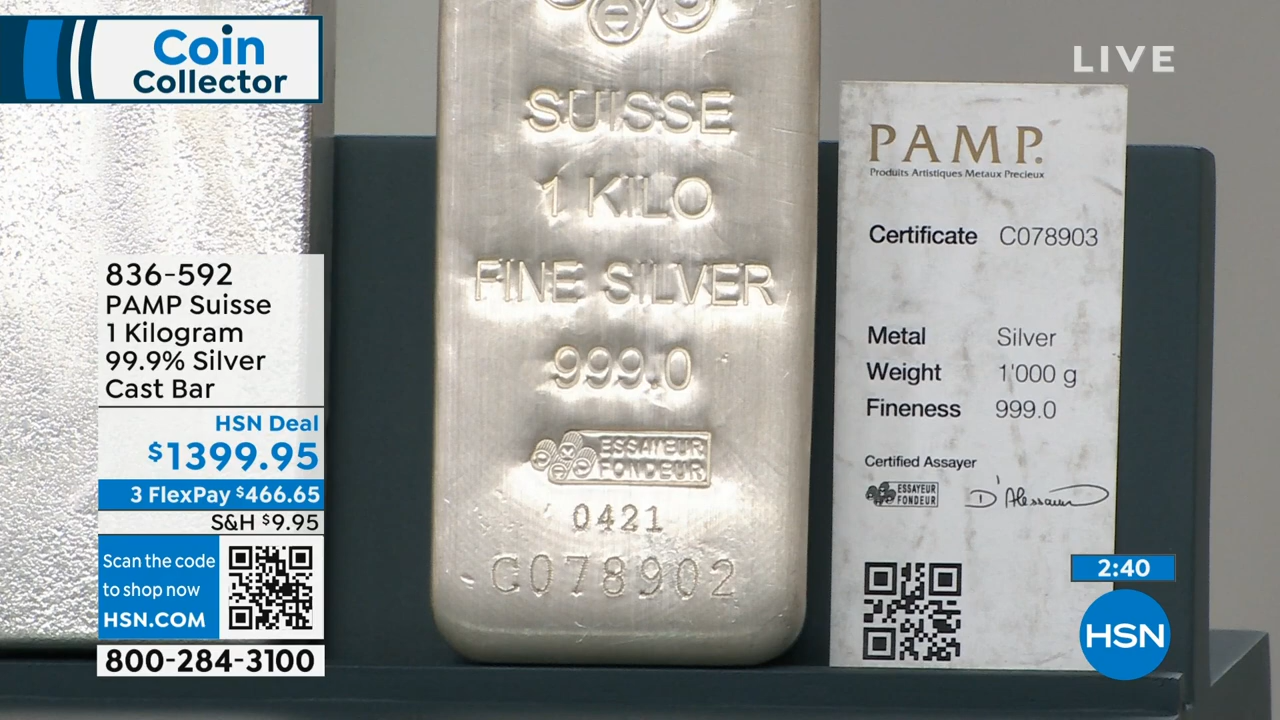 Coin
Collector
LIVE
836-592
PAMP Suisse
1 Kilogram
99.9% Silver
Cast Bar
HSN Deal
$1399.95
3 FlexPay $466.65
S&H $9.95
Scan the code
to shop now
HSN.COM
800-284-3100
SUISSE
1 KILO
FINE SILVER
999.0
ESSAYEUR
FONDEUR
0421
C078902
PAMP.
Produits Artistiques Metaux Precieux
Certificate C078903
Metal Silver
Weight 1'000 g
Fineness 999.0
Certified Assayer
ESSAYEUR
FONDEUR
D'Alessandro
2:40
HSN